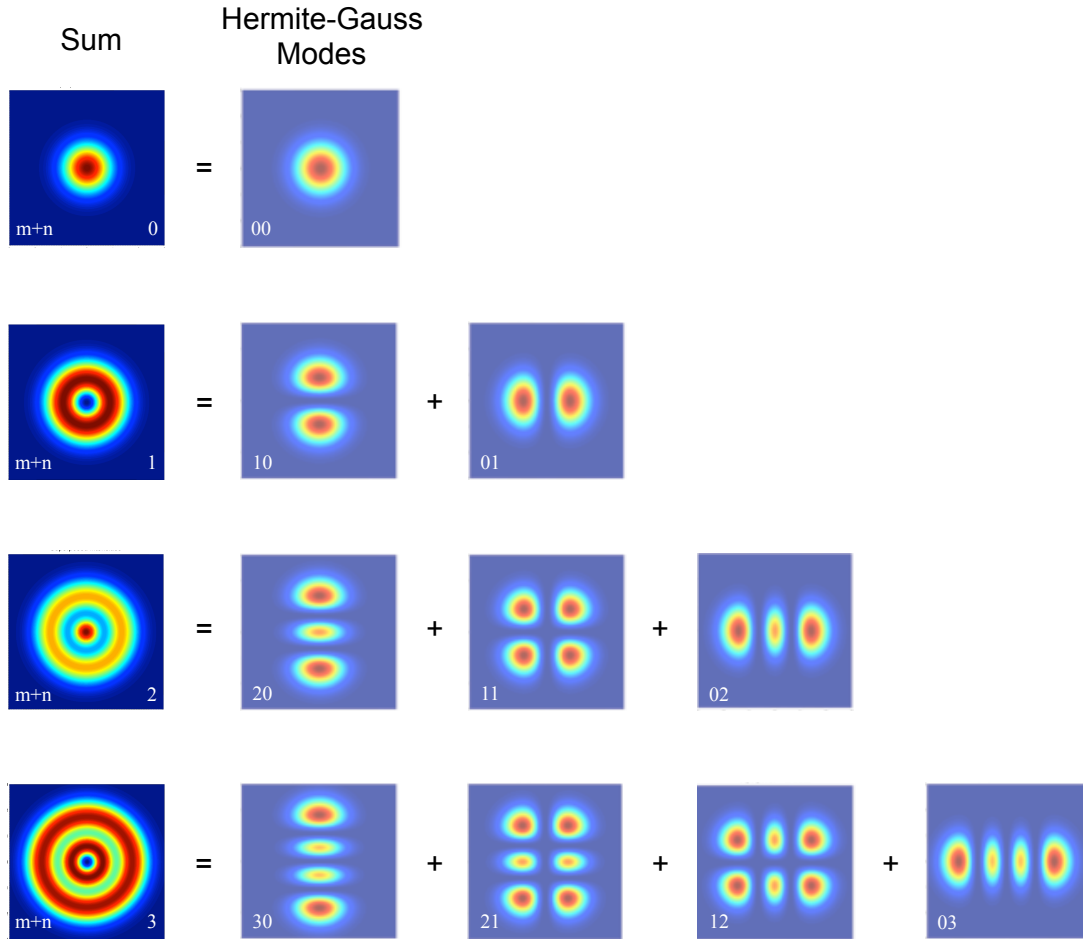 Sum
Hermite-Gauss
Modes
m+n 0
=
00
m+n 1
=
10
+
01
m+n 2
=
20
+
11
+
02
m+n 3
=
30
+
21
+
12
+
03